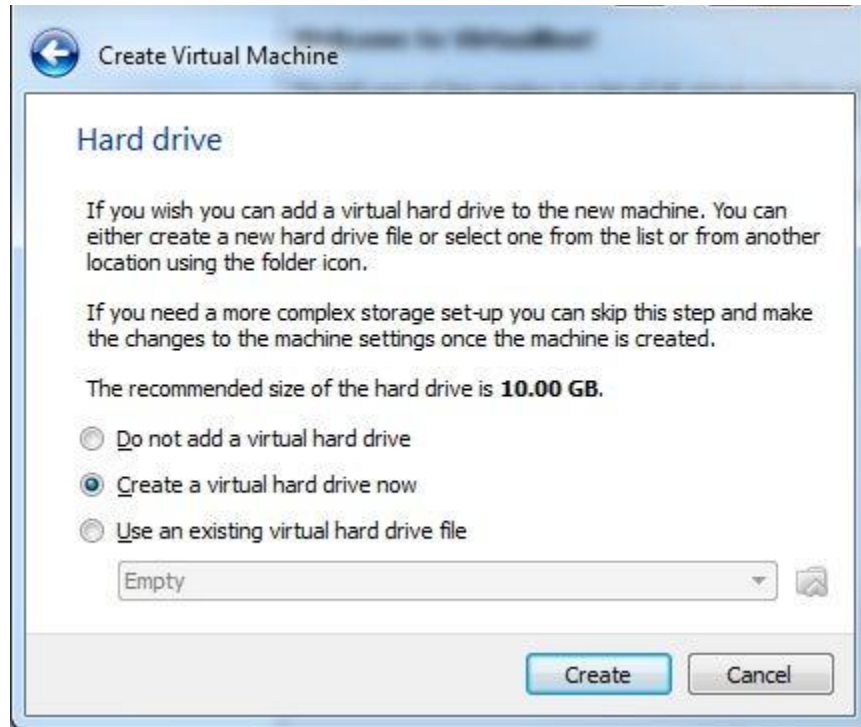 Welcome to VirtualBox!
Create Virtual Machine
Hard drive
If you wish you can add a virtual hard drive to the new machine. You can
either create a new hard drive file or select one from the list or from another
location using the folder icon.
If you need a more complex storage set-up you can skip this step and make
the changes to the machine settings once the machine is created.
The recommended size of the hard drive is 10.00 GB.
Do not add a virtual hard drive
Create a virtual hard drive now
Use an existing virtual hard drive file
Empty
Create
Cancel